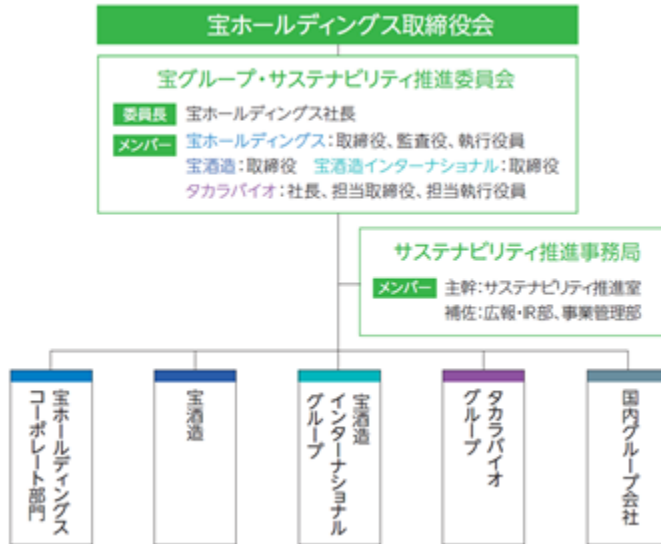 宝ホールディングス取締役会
宝グループ・サステナビリティ推進委員会
委員長 宝ホールディングス社長
メンバー 宝ホールディングス：取締役、監査役、執行役員
宝酒造：取締役 宝酒造インターナショナル：取締役
タカラバイオ：社長、担当取締役、担当執行役員
サステナビリティ推進事務局
メンバー 主幹：サステナビリティ推進室
補佐：広報・IR部、事業管理部
宝ホールディングス
コーポレート部門
宝酒造
宝酒造
インターナショナル
グループ
タカラバイオ
グループ
国内グループ会社